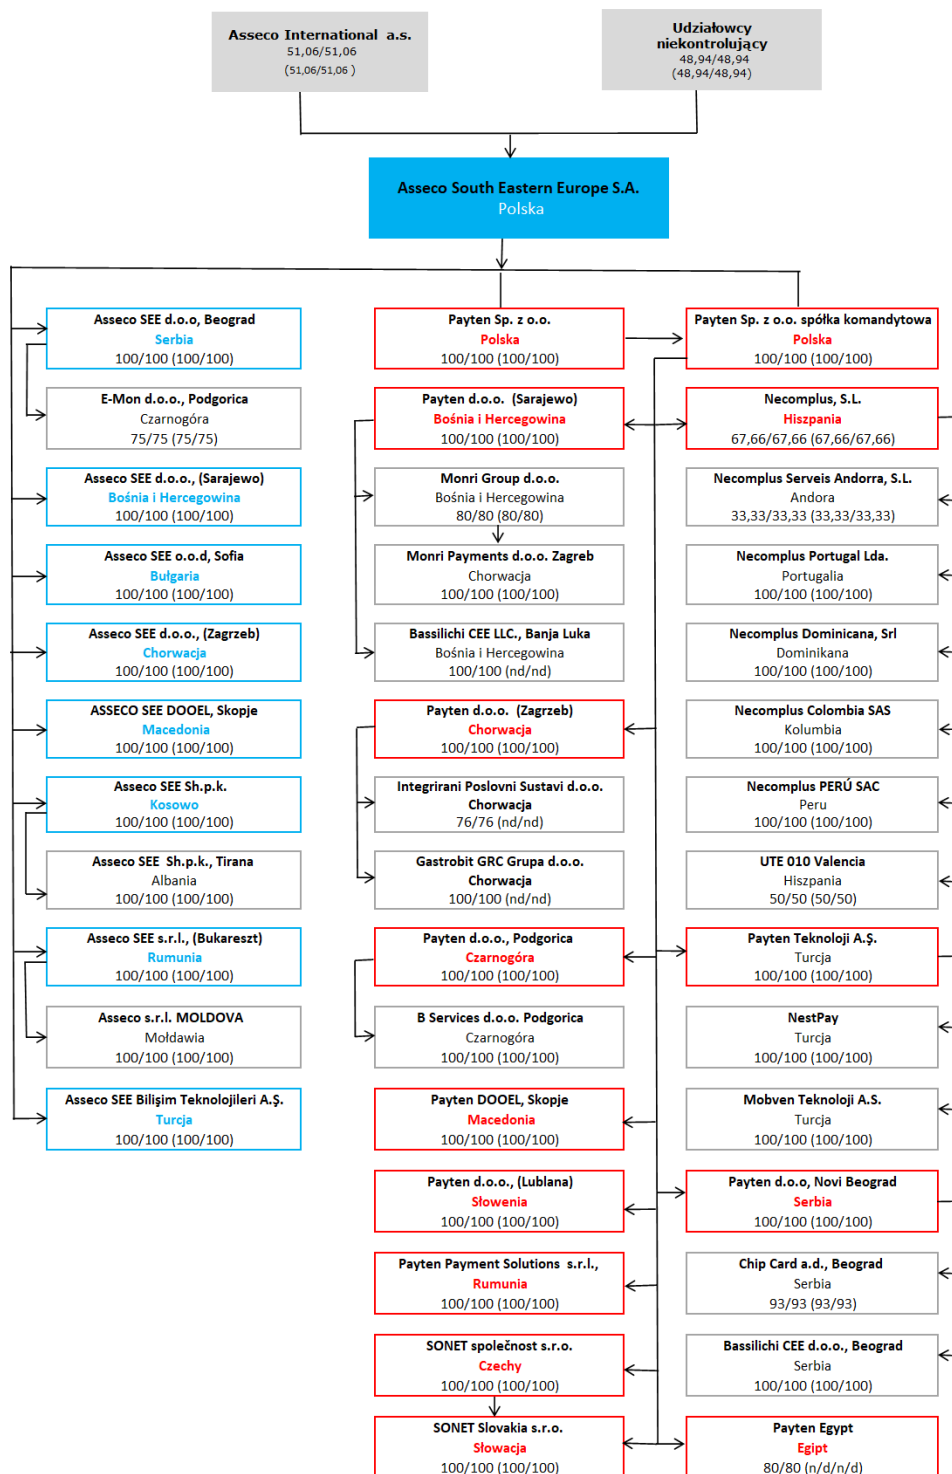 Asseco International a.s.
51,06/51,06
(51,06/51,06 )
Udziałowcy
niekontrolujący
48,94/48,94
(48,94/48,94)
Asseco South Eastern Europe S.A.
Polska
Asseco SEE d.o.o, Beograd
Serbia
100/100 (100/100)
E-Mon d.o.o., Podgorica
Czarnogóra
75/75 (75/75)
Asseco SEE d.o.o., (Sarajewo)
Bośnia i Hercegowina
100/100 (100/100)
Asseco SEE o.o.d, Sofia
Bułgaria
100/100 (100/100)
Asseco SEE d.o.o., (Zagrzeb)
Chorwacja
100/100 (100/100)
ASSECO SEE DOOEL, Skopje
Macedonia
100/100 (100/100)
Asseco SEE Sh.p.k.
Kosowo
100/100 (100/100)
Asseco SEE Sh.p.k., Tirana
Albania
100/100 (100/100)
Asseco SEE s.r.l., (Bukareszt)
Rumunia
100/100 (100/100)
Asseco s.r.l. MOLDOVA
Mołdawia
100/100 (100/100)
Asseco SEE Bilişim Teknolojileri A.Ş.
Turcja
100/100 (100/100)
Payten Sp. z o.o.
Polska
100/100 (100/100)
Payten d.o.o. (Sarajewo)
Bośnia i Hercegowina
100/100 (100/100)
Monri Group d.o.o.
Bośnia i Hercegowina
80/80 (80/80)
Monri Payments d.o.o. Zagreb
Chorwacja
100/100 (100/100)
Bassilichi CEE LLC., Banja Luka
Bośnia i Hercegowina
100/100 (nd/nd)
Payten d.o.o. (Zagrzeb)
Chorwacja
100/100 (100/100)
Integrirani Poslovni Sustavi d.o.o.
Chorwacja
76/76 (nd/nd)
Gastrobit GRC Grupa d.o.o.
Chorwacja
100/100 (nd/nd)
Payten d.o.o., Podgorica
Czarnogóra
100/100 (100/100)
B Services d.o.o. Podgorica
Czarnogóra
100/100 (100/100)
Payten DOOEL, Skopje
Macedonia
100/100 (100/100)
Payten d.o.o., (Lublana)
Słowenia
100/100 (100/100)
Payten Payment Solutions s.r.l.,
Rumunia
100/100 (100/100)
SONET společnost s.r.o.
Czechy
100/100 (100/100)
SONET Slovakia s.r.o.
Słowacja
100/100 (100/100)
Payten Sp. z o.o. spółka komandytowa
Polska
100/100 (100/100)
Necomplus, S.L.
Hiszpania
67,66/67,66 (67,66/67,66)
Necomplus Serveis Andorra, S.L.
Andora
33,33/33,33 (33,33/33,33)
Necomplus Portugal Lda.
Portugalia
100/100 (100/100)
Necomplus Dominicana, Srl
Dominikana
100/100 (100/100)
Necomplus Colombia SAS
Kolumbia
100/100 (100/100)
Necomplus PERÚ SAC
Peru
100/100 (100/100)
UTE 010 Valencia
Hiszpania
50/50 (50/50)
Payten Teknoloji A.Ş.
Turcja
100/100 (100/100)
NestPay
Turcja
100/100 (100/100)
Mobven Teknoloji A.S.
Turcja
100/100 (100/100)
Payten d.o.o, Novi Beograd
Serbia
100/100 (100/100)
Chip Card a.d., Beograd
Serbia
93/93 (93/93)
Bassilichi CEE d.o.o., Beograd
Serbia
100/100 (100/100)
Payten Egypt
Egipt
80/80 (n/d/n/d)